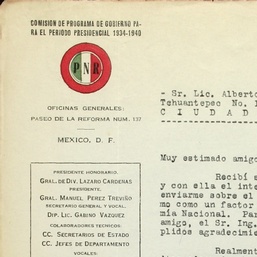 COMISION DE PROGRAMA DE GOBIERNO PA-
RA EL PERIODO PRESIDENCIAL 1934-1940
PNR
OFICINAS GENERALES:
PASEO DE LA REFORMA NUM. 137
MEXICO, D. F.
PRESIDENTE HONORARIO.
GRAL. DE DIV. LAZARO CARDENAS
PRESIDENTE.
GRAL. MANUEL PEREZ TREVIÑO
SECRETARIO GENERAL Y VOCAL.
DIP. LIC. GABINO VAZQUEZ
COLABORADORES TECNICOS:
CC. SECRETARIOS DE ESTADO
CC. JEFES DE DEPARTAMENTO
VOCALES:
- Sr. Lic. Alberto
Tehuantepec No.
C I U D A D
Muy estimado amigo
Recibí
y con ella el inte
enviarme sobre el
mo como un factor
mía Nacional. Par
amigo, el Sr. Ing.
plidos agradecimie
Realment